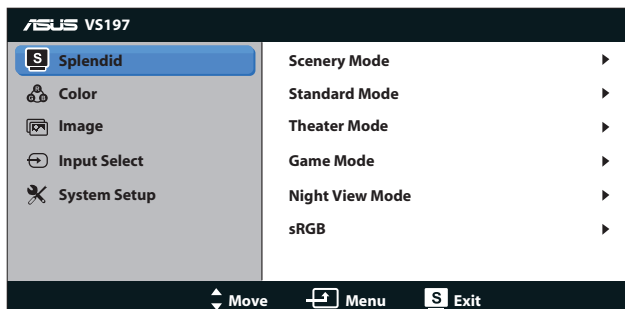 ASUS VS197
S Splendid
Color
Image
Input Select
System Setup
Scenery Mode
Standard Mode
Theater Mode
Game Mode
Night View Mode
sRGB
Move Menu S Exit